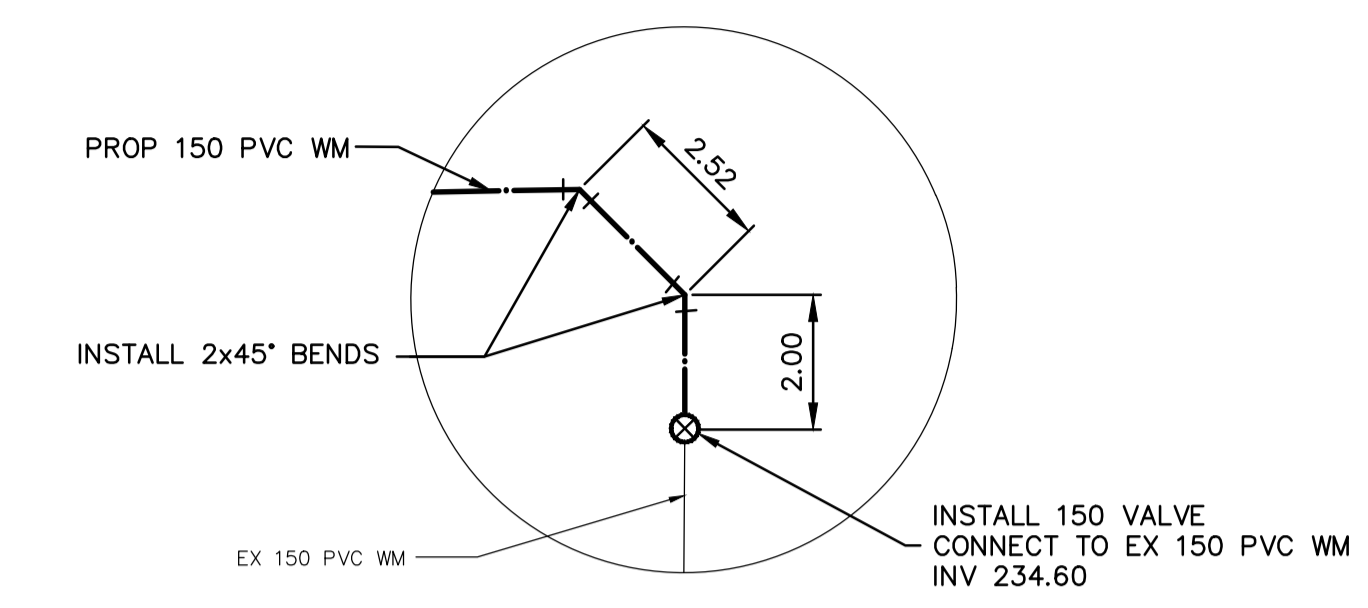 PROP 150 PVC WM
2.52
INSTALL 2x45° BENDS
2.00
EX 150 PVC WM
INSTALL 150 VALVE
CONNECT TO EX 150 PVC WM
INV 234.60